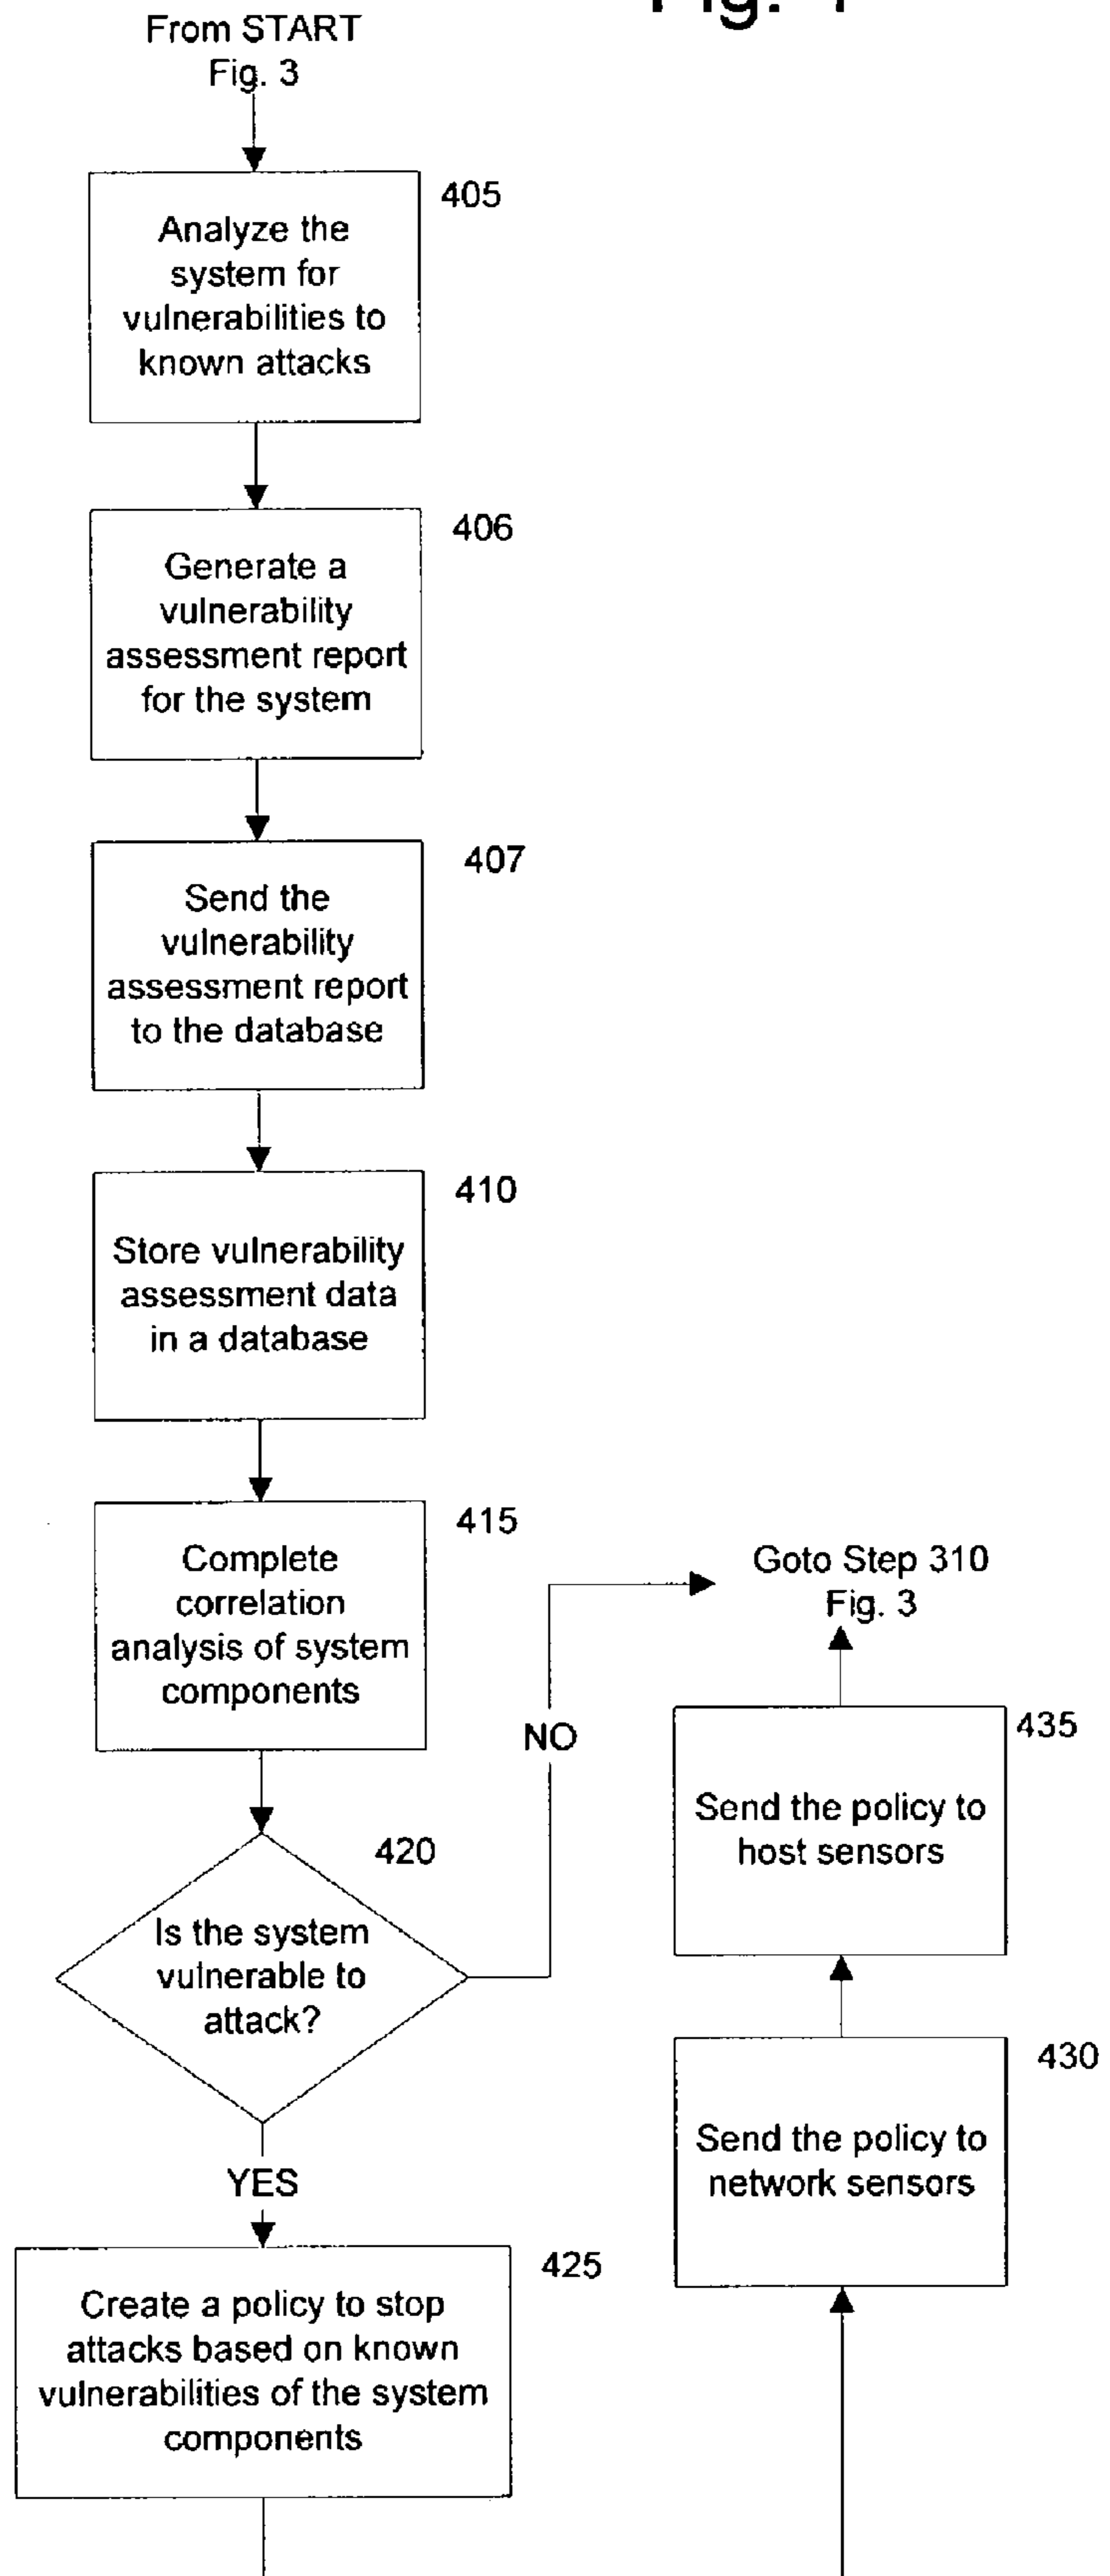 Fig. 4
From START
Fig. 3
405
Analyze the
system for
vulnerabilities to
known attacks
406
Generate a
vulnerability
assessment report
for the system
407
Send the
vulnerability
assessment report
to the database
410
Store vulnerability
assessment data
in a database
415
Complete
correlation
analysis of system
components
420
Is the system
vulnerable to
attack?
NO
YES
425
Create a policy to stop
attacks based on known
vulnerabilities of the system
components
430
Send the policy to
network sensors
435
Send the policy to
host sensors
Goto Step 310
Fig. 3